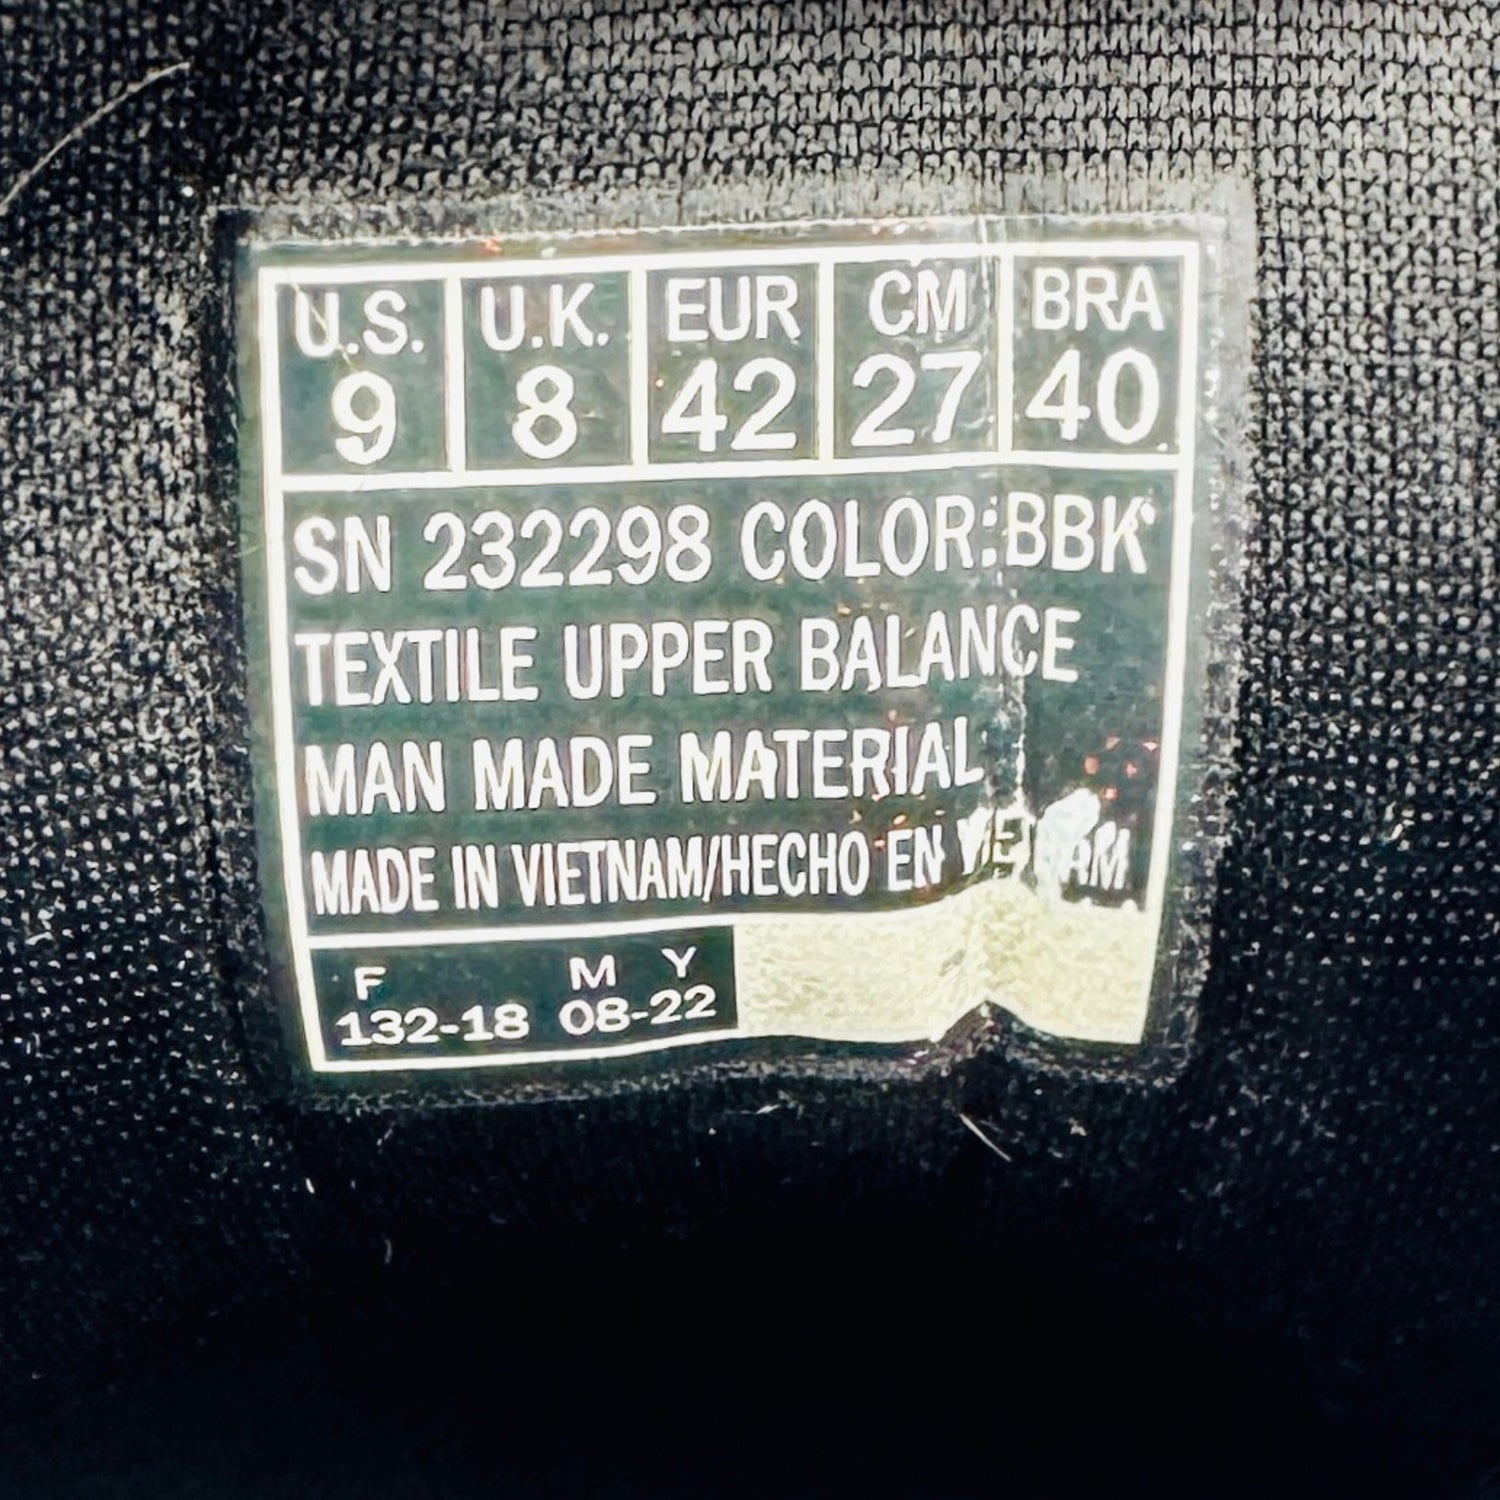 U.S. U.K. EUR CM BRA
9 8 42 27 40
SN 232298 COLOR:BBK
TEXTILE UPPER BALANCE
MAN MADE MATERIAL
MADE IN VIETNAM/HECHO EN VIETNAM
F M Y
132-18 08-22